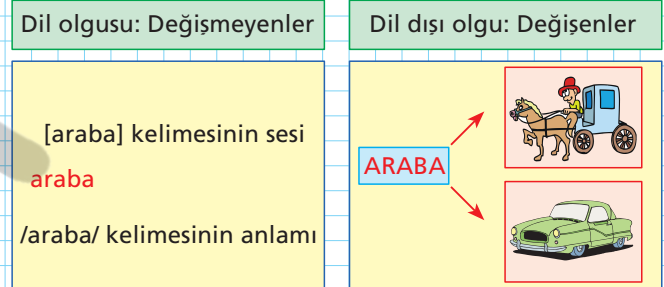 Dil olgusu: Değişmeyenler
[araba] kelimesinin sesi
araba
/araba/ kelimesinin anlamı
Dil dışı olgu: Değişenler
ARABA